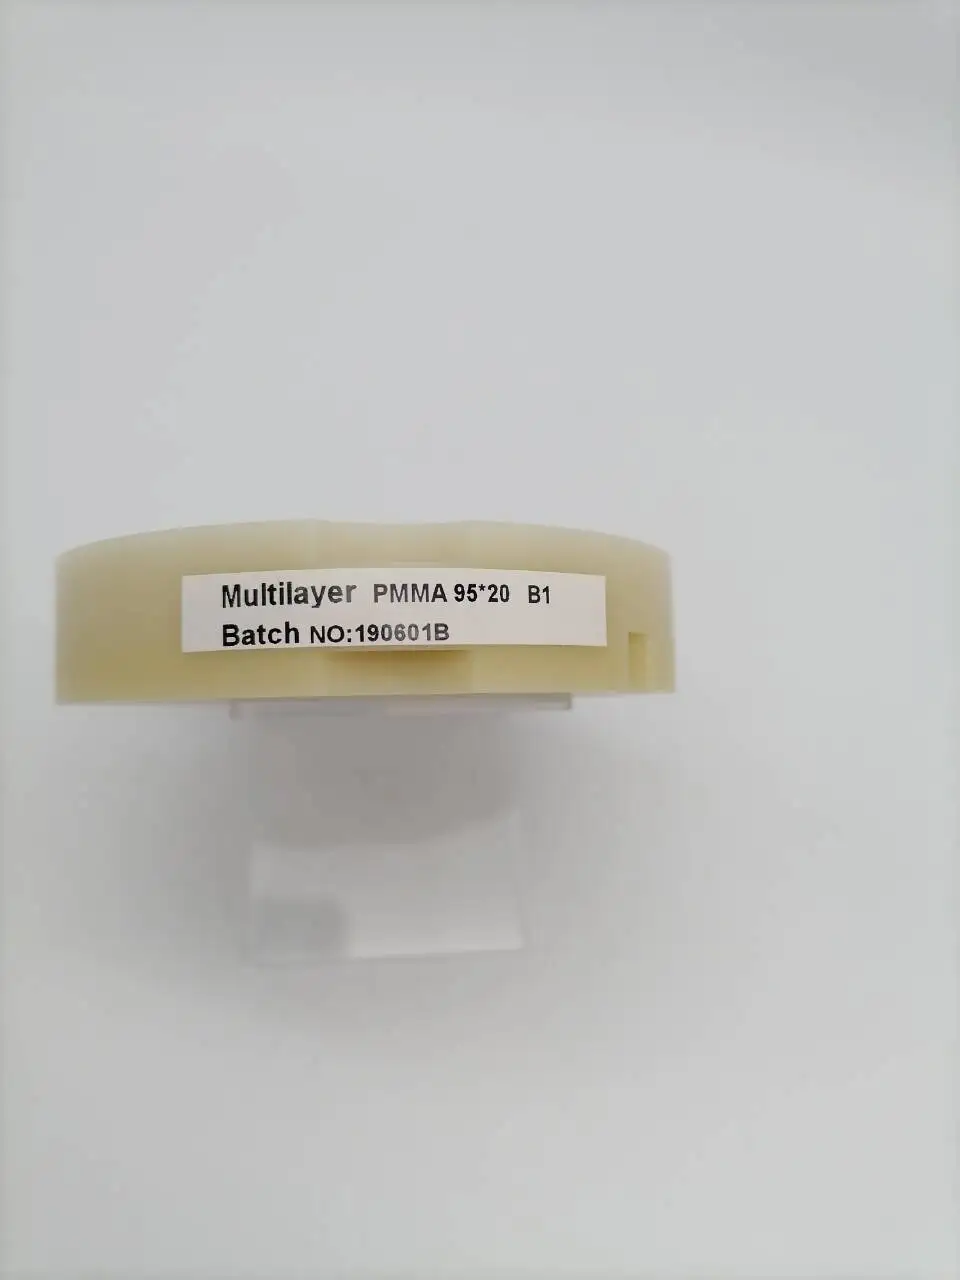 Multilayer PMMA 95*20 B1
Batch NO:190601B